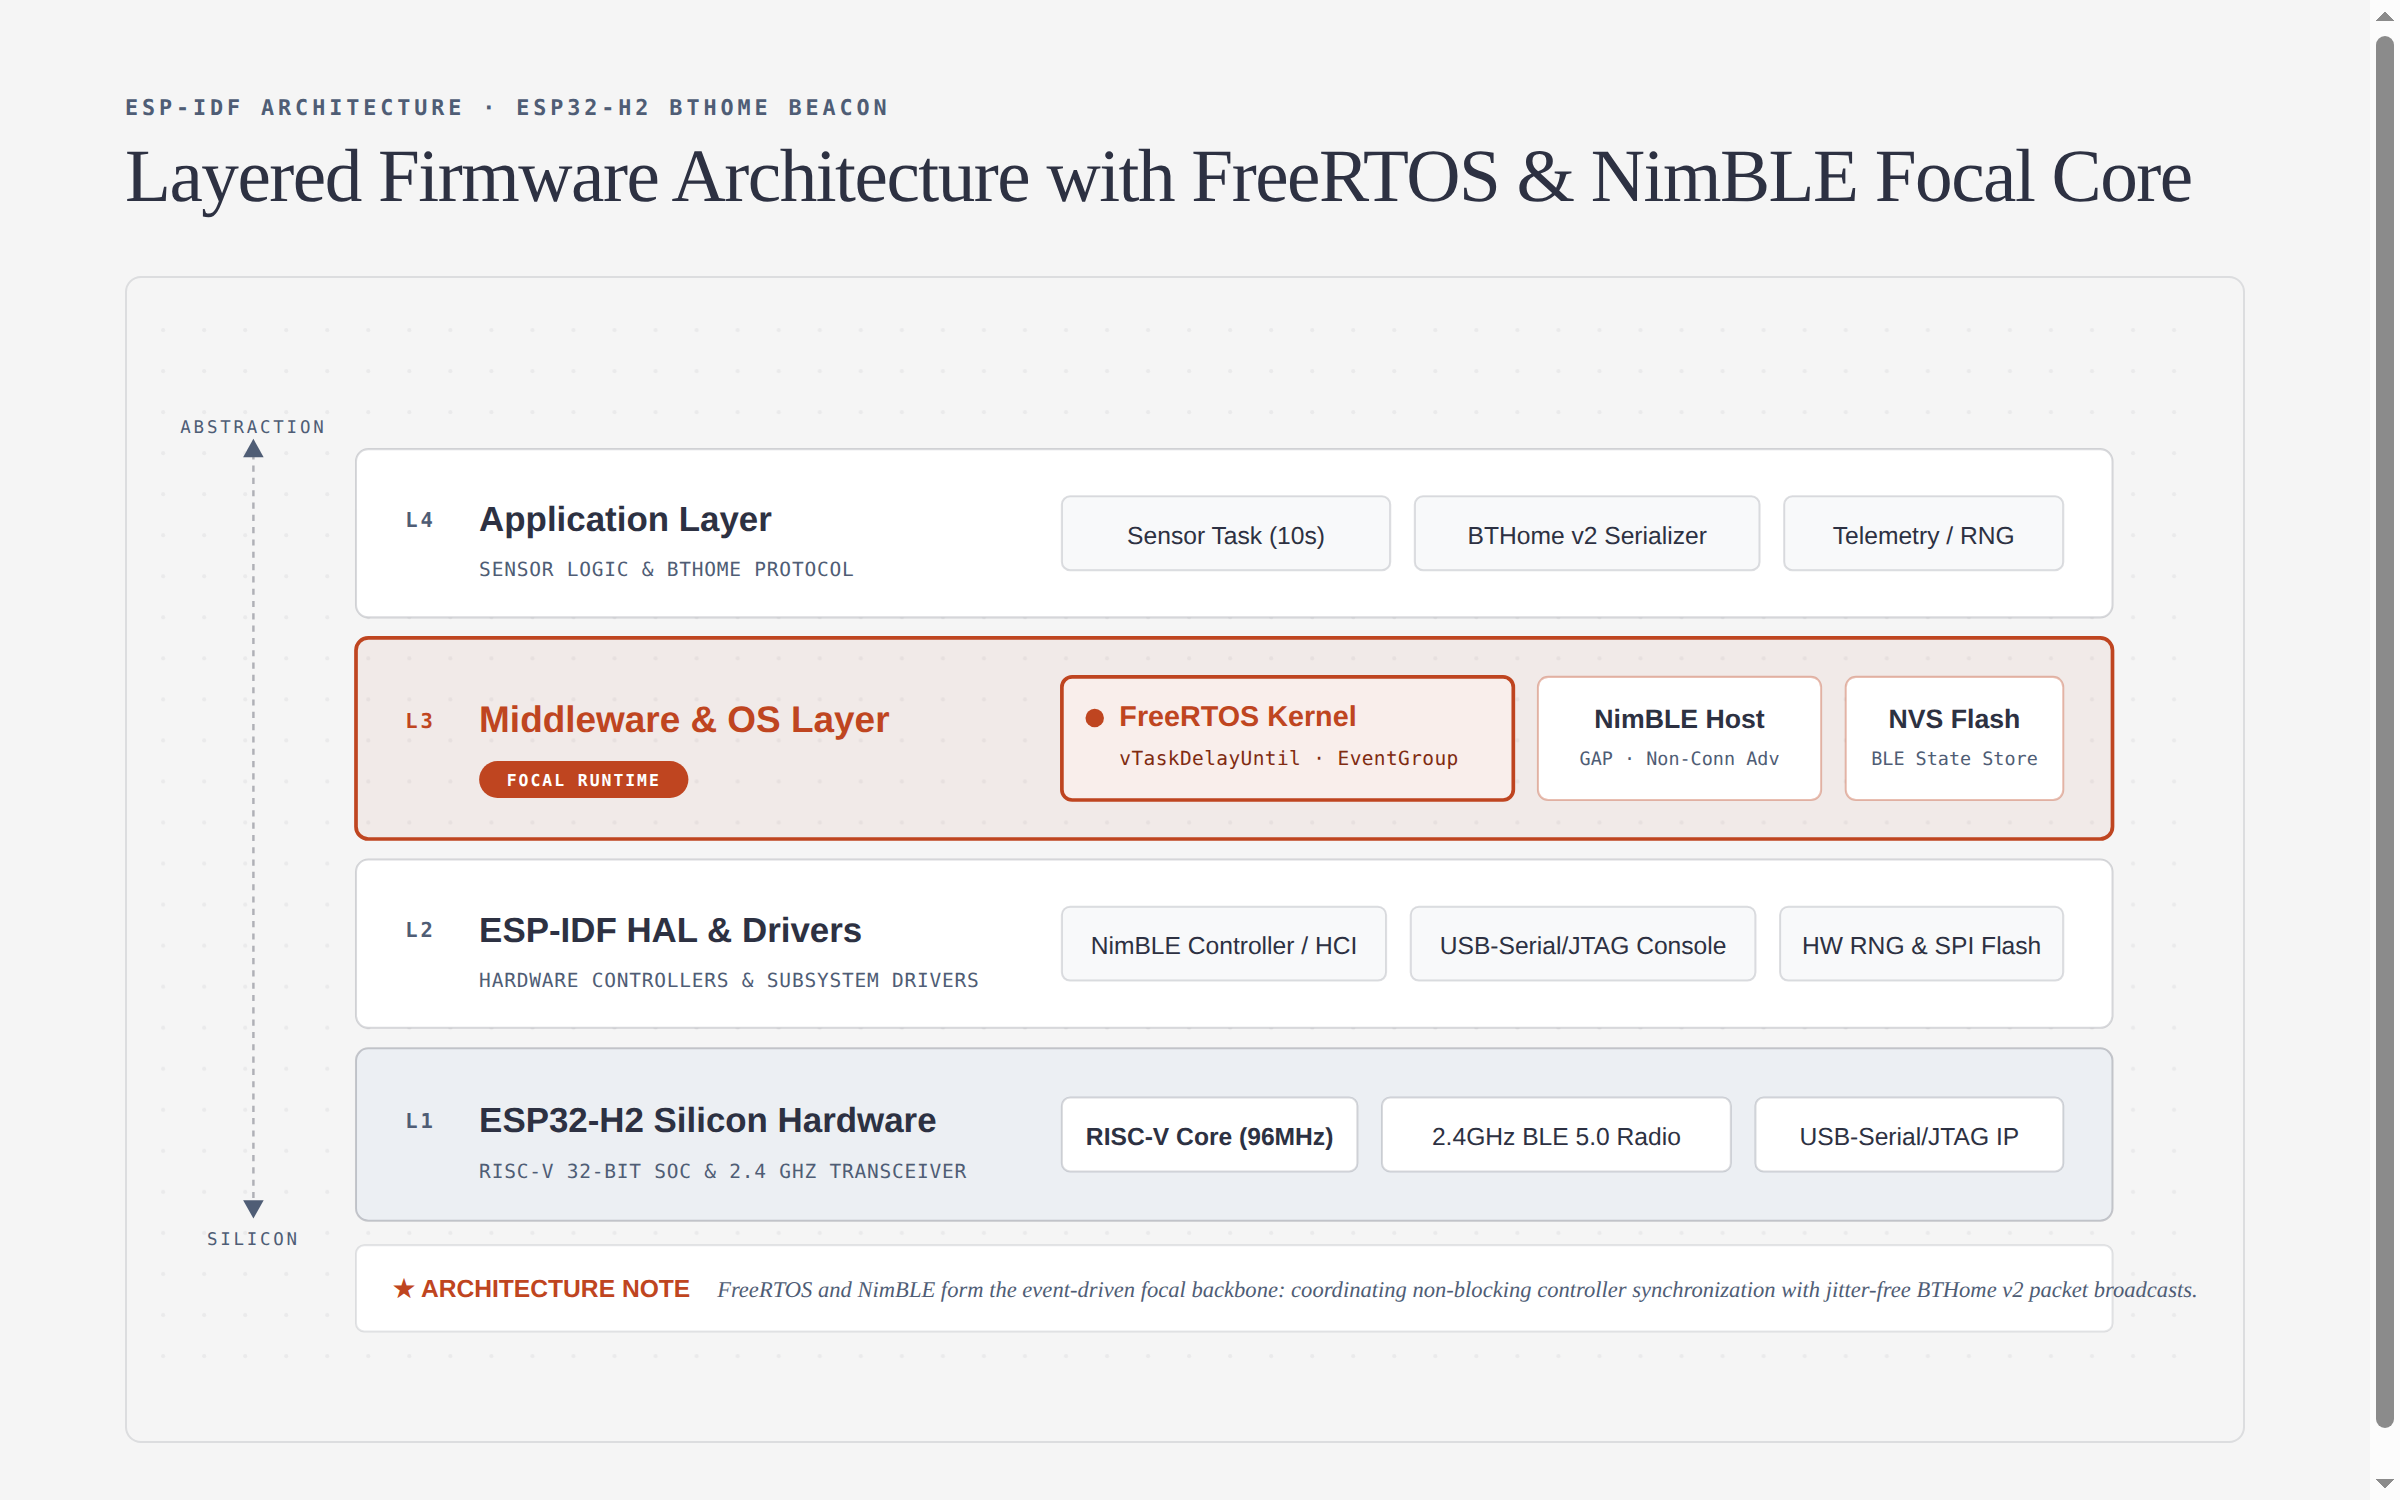 ESP-IDF ARCHITECTURE · ESP32-H2 BTHOME BEACON
Layered Firmware Architecture with FreeRTOS & NimBLE Focal Core
ABSTRACTION
L4
Application Layer
SENSOR LOGIC & BTHOME PROTOCOL
Sensor Task (10s)
BTHome v2 Serializer
Telemetry / RNG
L3
Middleware & OS Layer
FOCAL RUNTIME
FreeRTOS Kernel
vTaskDelayUntil · EventGroup
NimBLE Host
GAP · Non-Conn Adv
NVS Flash
BLE State Store
L2
ESP-IDF HAL & Drivers
HARDWARE CONTROLLERS & SUBSYSTEM DRIVERS
NimBLE Controller / HCI
USB-Serial/JTAG Console
HW RNG & SPI Flash
L1
ESP32-H2 Silicon Hardware
RISC-V 32-BIT SOC & 2.4 GHZ TRANSCEIVER
RISC-V Core (96MHz)
2.4GHz BLE 5.0 Radio
USB-Serial/JTAG IP
SILICON
★ ARCHITECTURE NOTE FreeRTOS and NimBLE form the event-driven focal backbone: coordinating non-blocking controller synchronization with jitter-free BTHome v2 packet broadcasts.